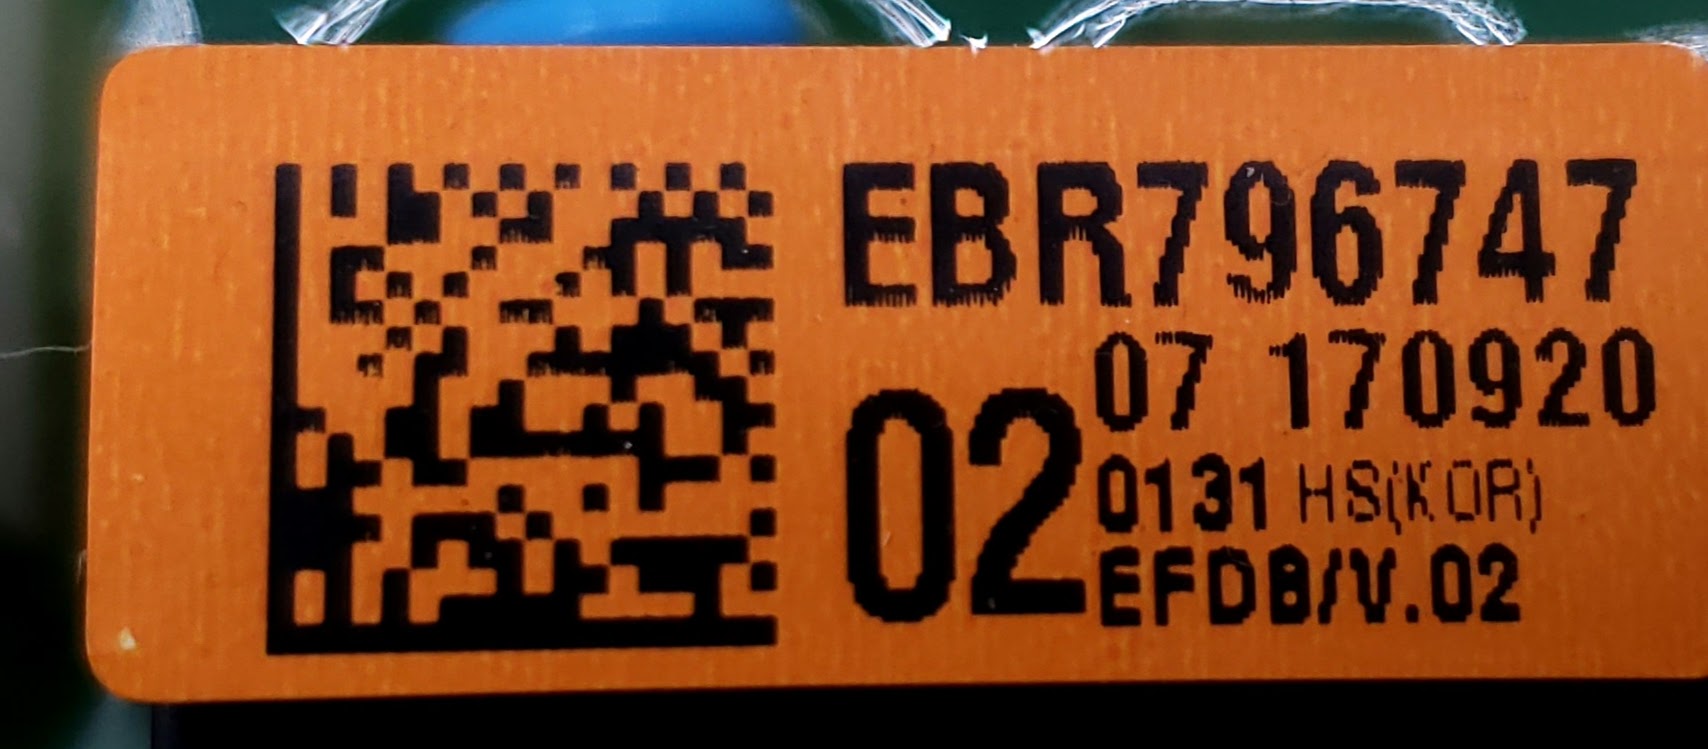 EBR796747
02 07 170920
0131 HS(KOR)
EFDB/V.02